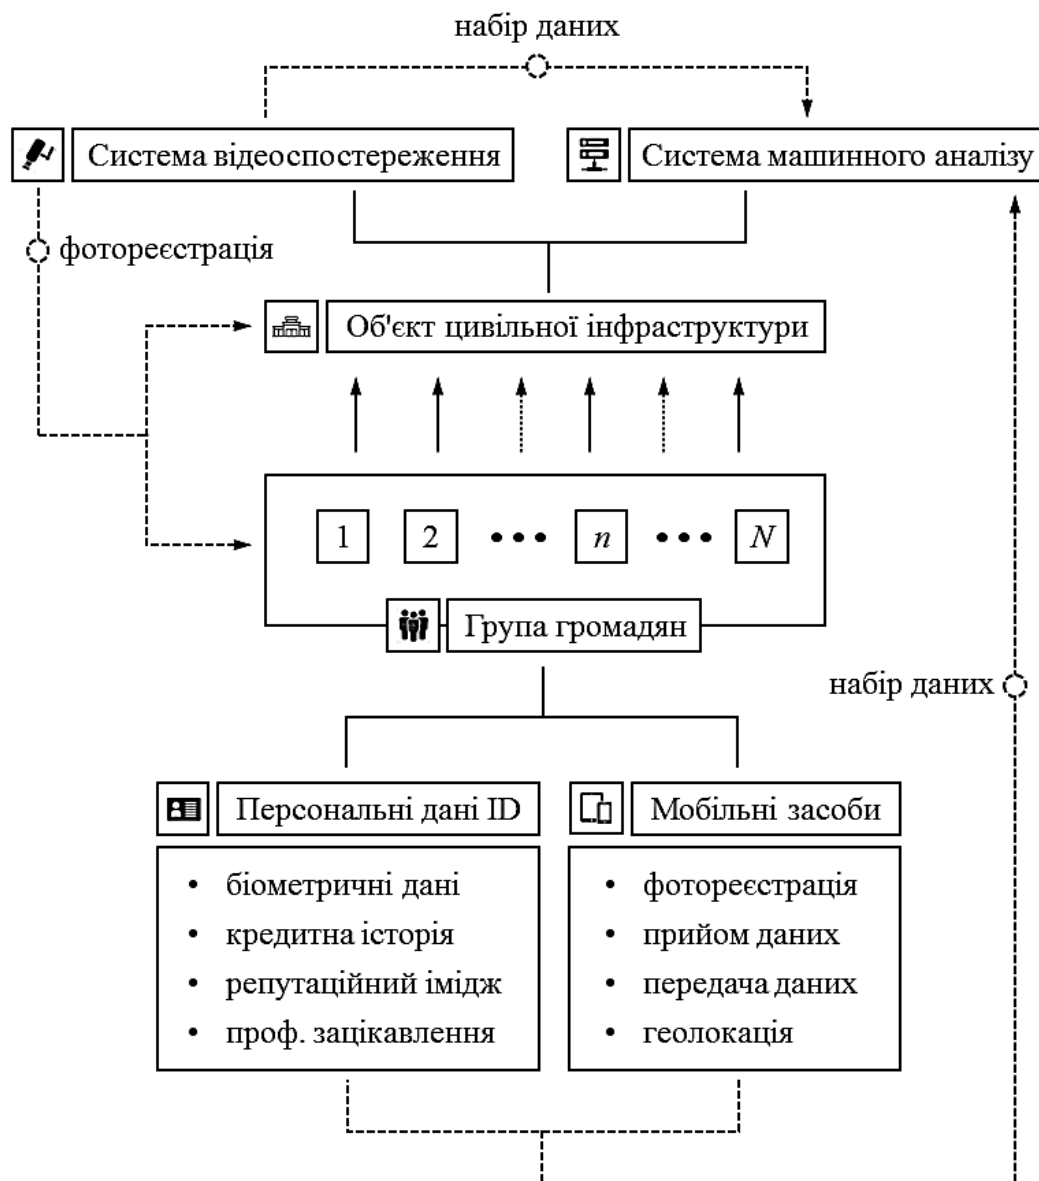 набір даних
Система відеоспостереження
Система машинного аналізу
фотореєстрація
Об'єкт цивільної інфраструктури
1 2 ••• n ••• N
Група громадян
набір даних
Персональні дані ID
• біометричні дані
• кредитна історія
• репутаційний імідж
• проф. зацікавлення
Мобільні засоби
• фотореєстрація
• прийом даних
• передача даних
• геолокація